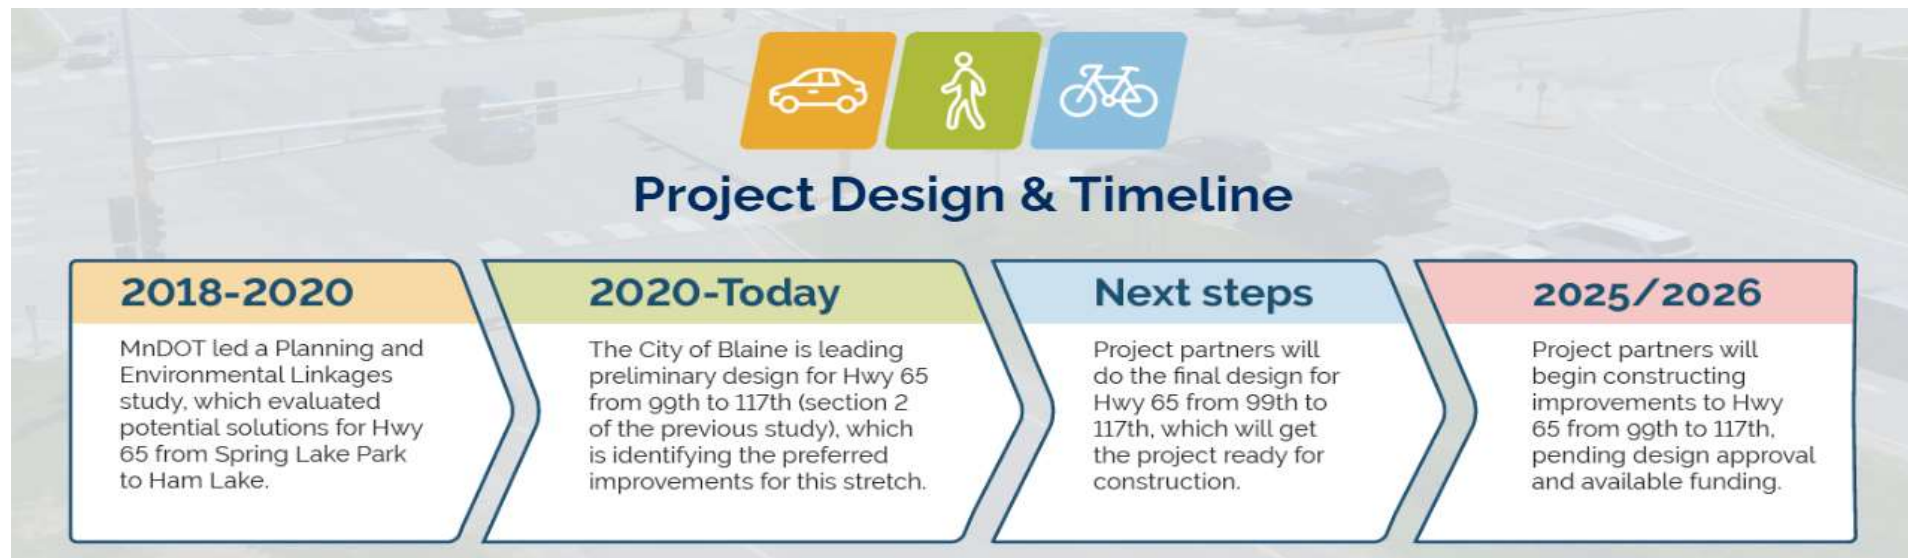 Project Design & Timeline
2018-2020
MnDOT led a Planning and
Environmental Linkages
study, which evaluated
potential solutions for Hwy
65 from Spring Lake Park
to Ham Lake.
2020-Today
The City of Blaine is leading
preliminary design for Hwy 65
from 99th to 117th (section 2
of the previous study), which
is identifying the preferred
improvements for this stretch.
Next steps
Project partners will
do the final design for
Hwy 65 from 99th to
117th, which will get
the project ready for
construction.
2025/2026
Project partners will
begin constructing
improvements to Hwy
65 from 99th to 117th,
pending design approval
and available funding.